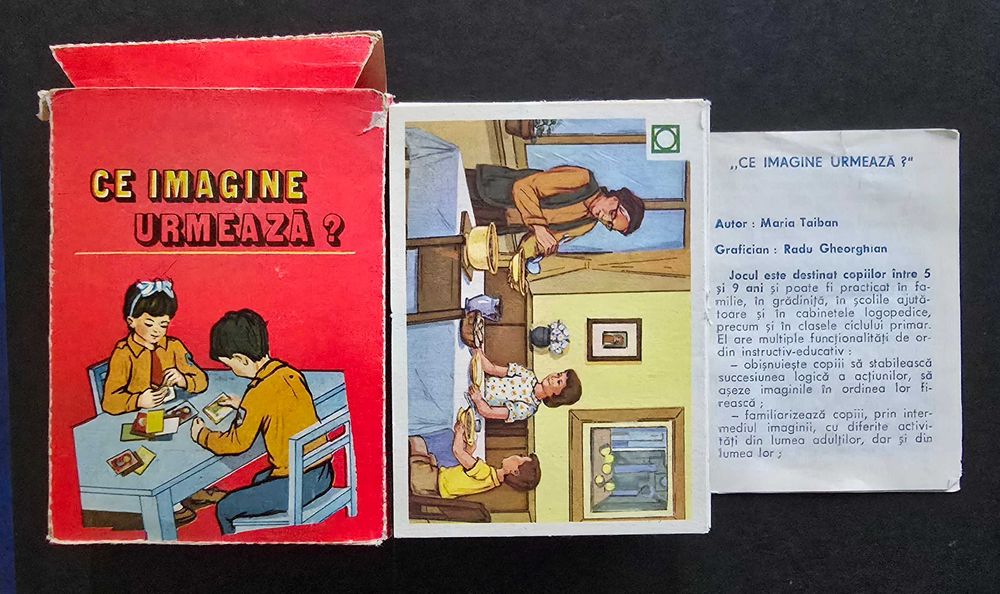 CE IMAGINE
URMEAZĂ ?
„CE IMAGINE URMEAZĂ ?“
Autor : Maria Taiban
Grafician : Radu Gheorghian
Jocul este destinat copiilor între 5
și 9 ani și poate fi practicat în fa-
milie, în grădiniță, în școlile ajută-
toare și în cabinetele logopedice,
precum și în clasele ciclului primar.
El are multiple funcționalități de or-
din instructiv-educativ :
– obișnuiește copiii să stabilească
succesiunea logică a acțiunilor, să
așeze imaginile în ordinea lor fi-
rească ;
– familiarizează copiii, prin inter-
mediul imaginii, cu diferite activi-
tăți din lumea adulților, dar și din
lumea lor ;